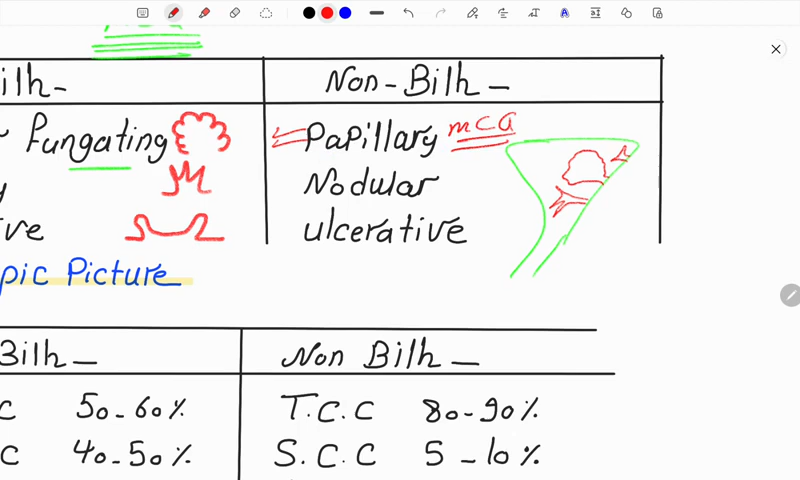 ilh- Non-Bilh-
Fungating Papillary mCa
Nodular
ive ulcerative
pic Picture
Bilh- Non Bilh-
C 50-60% T.C.C 80-90%
C 40-50% S.C.C 5-10%